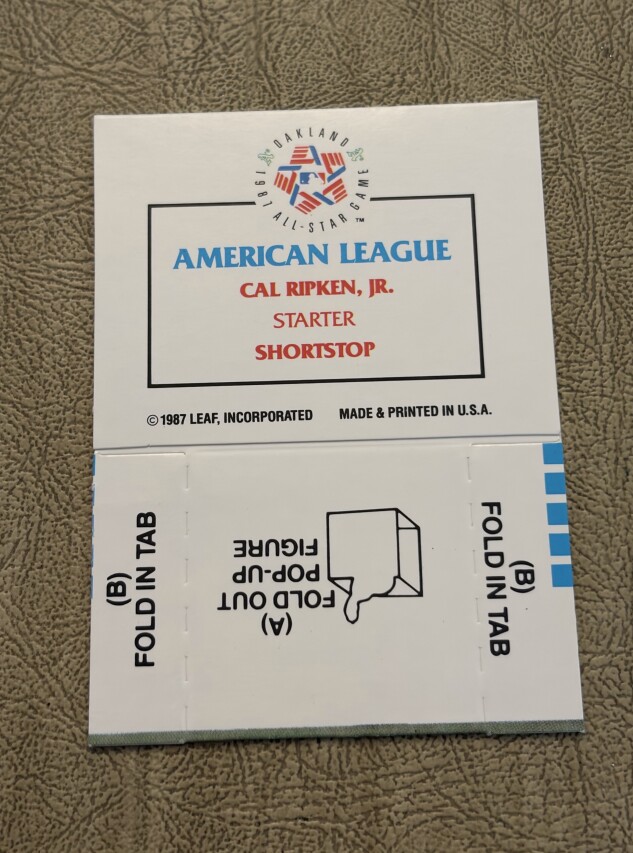 OAKLAND
1987 ALL-STAR GAME ™
AMERICAN LEAGUE
CAL RIPKEN, JR.
STARTER
SHORTSTOP
©1987 LEAF, INCORPORATED MADE & PRINTED IN U.S.A.
(B)
FOLD IN TAB
(A)
FOLD OUT
POP-UP
FIGURE
(B)
FOLD IN TAB